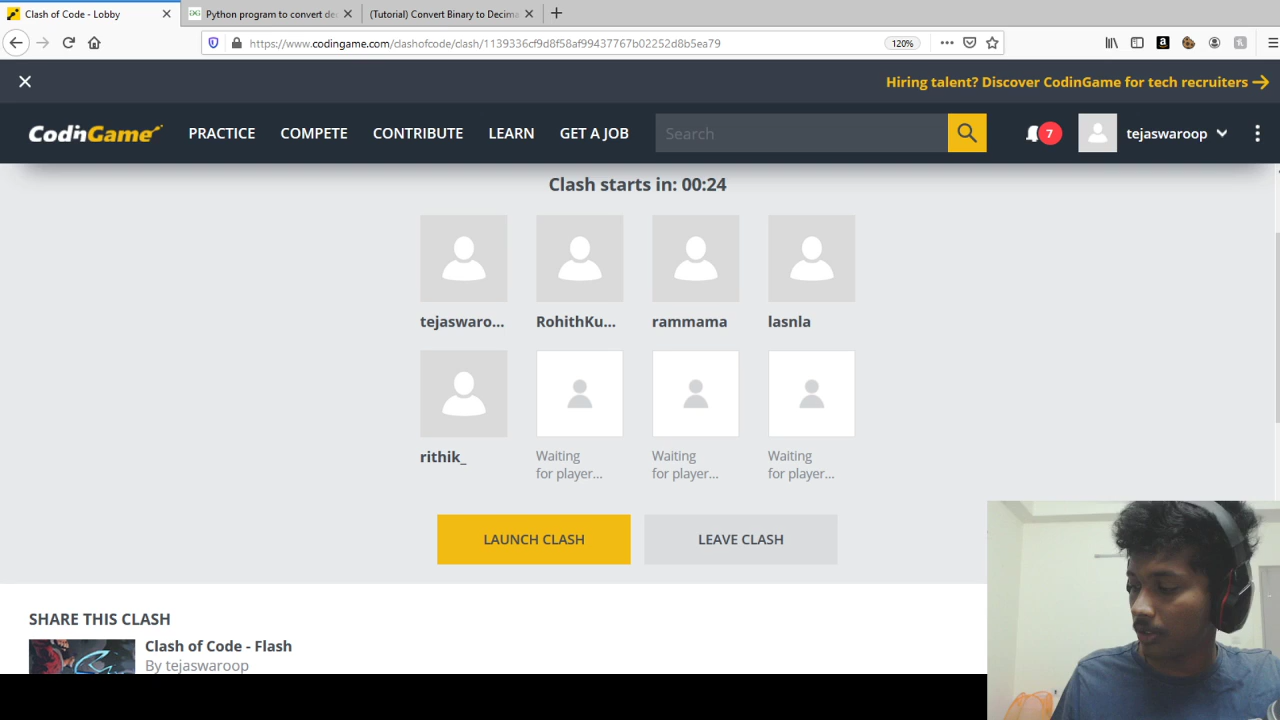 Clash of Code - Lobby
Python program to convert de
(Tutorial) Convert Binary to Decima
https://www.codingame.com/clashofcode/clash/1139336cf9d8f58af99437767b02252d8b5ea79
120%
Hiring talent? Discover CodinGame for tech recruiters
CodinGame
PRACTICE
COMPETE
CONTRIBUTE
LEARN
GET A JOB
Search
7
tejaswaroop
Clash starts in: 00:24
tejaswaro...
RohithKu...
rammama
lasnla
rithik_
Waiting
for player...
Waiting
for player...
Waiting
for player...
LAUNCH CLASH
LEAVE CLASH
SHARE THIS CLASH
Clash of Code - Flash
By tejaswaroop